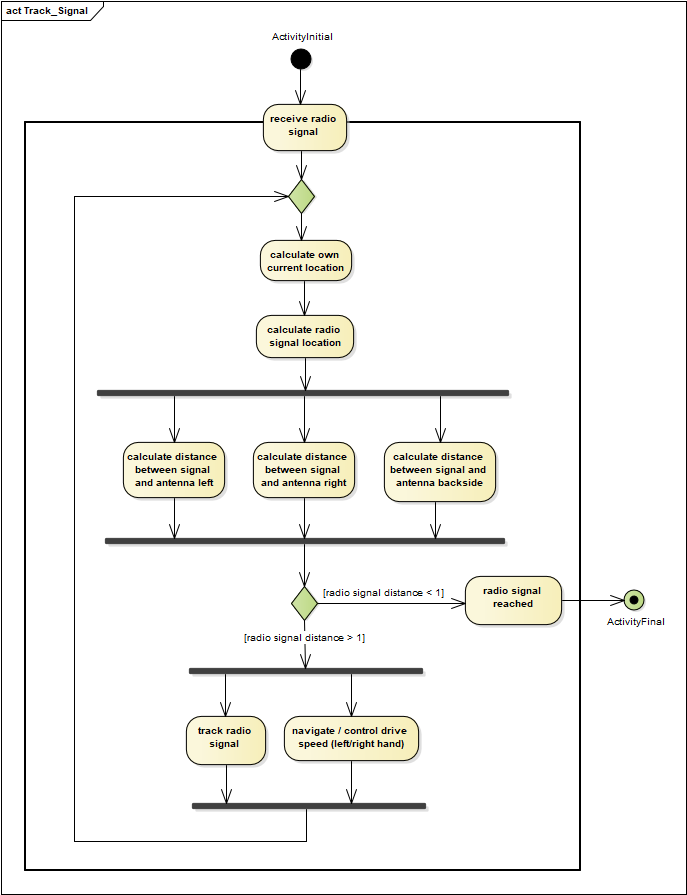 act Track_Signal
ActivityInitial
receive radio
signal
calculate own
current location
calculate radio
signal location
calculate distance
between signal
and antenna left
calculate distance
between signal
and antenna right
calculate distance
between signal and
antenna backside
[radio signal distance < 1]
radio signal
reached
ActivityFinal
[radio signal distance > 1]
track radio
signal
navigate / control drive
speed (left/right hand)